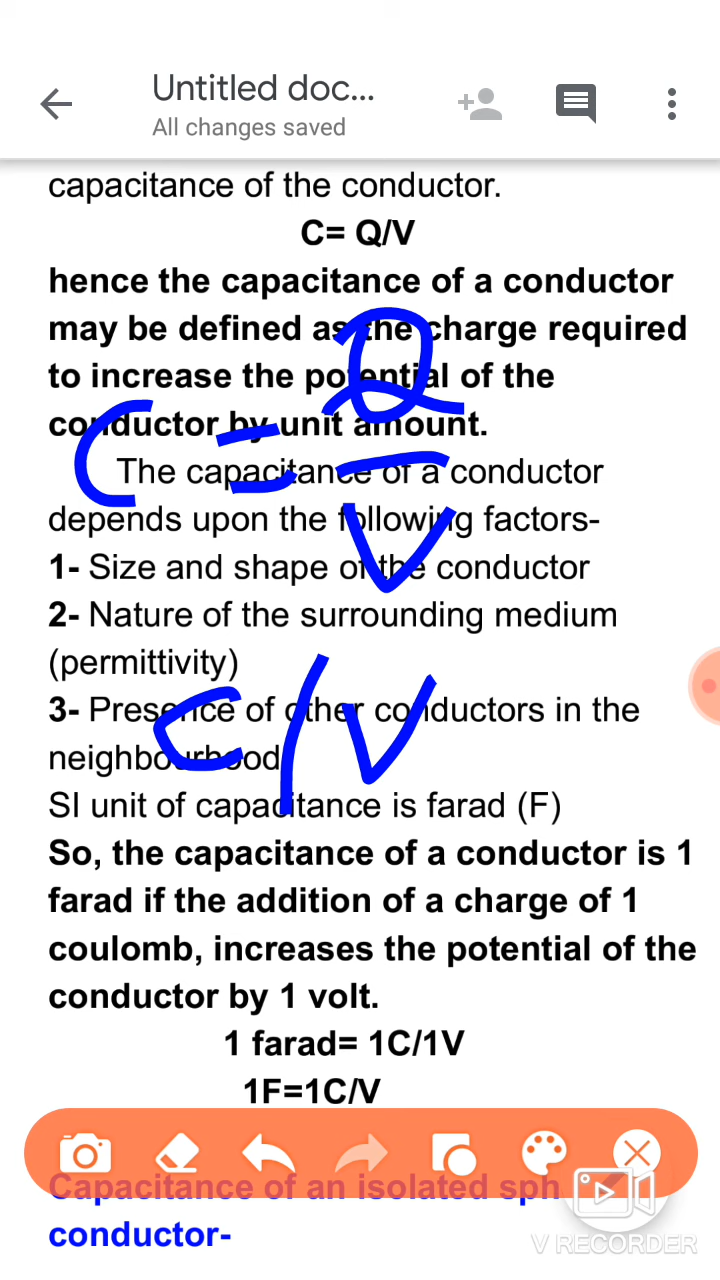 Untitled doc...
All changes saved
capacitance of the conductor.
C= Q/V
hence the capacitance of a conductor
may be defined as the charge required
to increase the potential of the
conductor by unit amount.
C = Q/V
The capacitance of a conductor
depends upon the following factors-
1- Size and shape of the conductor
2- Nature of the surrounding medium
(permittivity)
3- Presence of other conductors in the
neighbourhood
C/V
SI unit of capacitance is farad (F)
So, the capacitance of a conductor is 1
farad if the addition of a charge of 1
coulomb, increases the potential of the
conductor by 1 volt.
1 farad= 1C/1V
1F=1C/V
Capacitance of an isolated sph
conductor-
V RECORDER